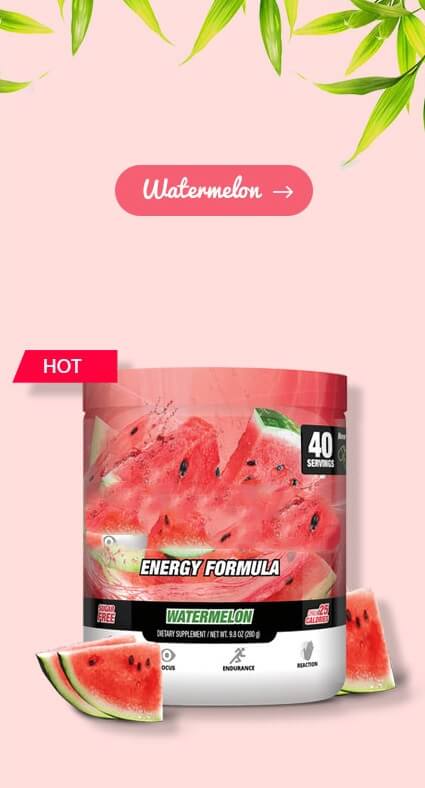 Watermelon →
HOT
40
SERVINGS
ENERGY FORMULA
SUGAR
FREE
WATERMELON
25
CALORIES
DIETARY SUPPLEMENT / NET WT. 9.8 OZ (280 g)
OCUS
ENDURANCE
REACTION